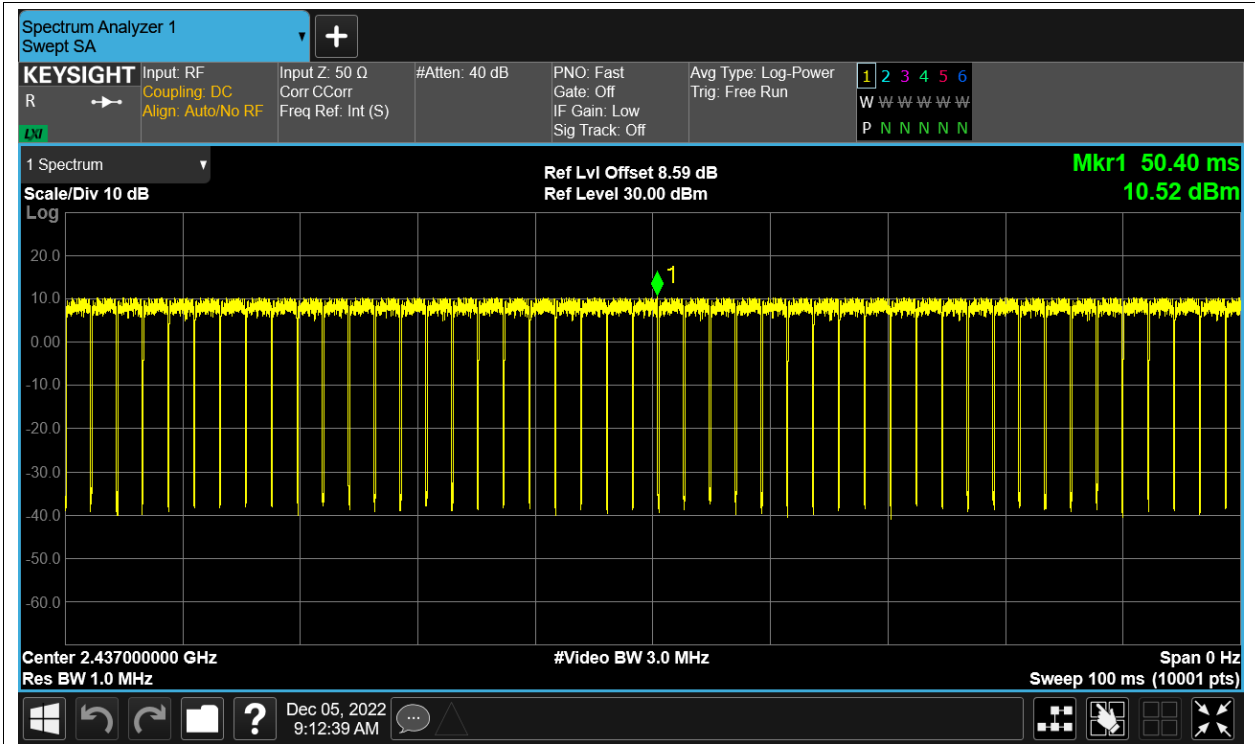 Spectrum Analyzer 1
Swept SA
+
KEYSIGHT
R
LXI
Input: RF
Coupling: DC
Align: Auto/No RF
Input Z: 50 Ω
Corr CCorr
Freq Ref: Int (S)
#Atten: 40 dB
PNO: Fast
Gate: Off
IF Gain: Low
Sig Track: Off
Avg Type: Log-Power
Trig: Free Run
1 2 3 4 5 6
W W W W W W
P N N N N N
1 Spectrum
Scale/Div 10 dB
Ref Lvl Offset 8.59 dB
Ref Level 30.00 dBm
Mkr1 50.40 ms
10.52 dBm
Log
20.0
10.0
0.00
-10.0
-20.0
-30.0
-40.0
-50.0
-60.0
1
Center 2.437000000 GHz
Res BW 1.0 MHz
#Video BW 3.0 MHz
Span 0 Hz
Sweep 100 ms (10001 pts)
?
Dec 05, 2022
9:12:39 AM